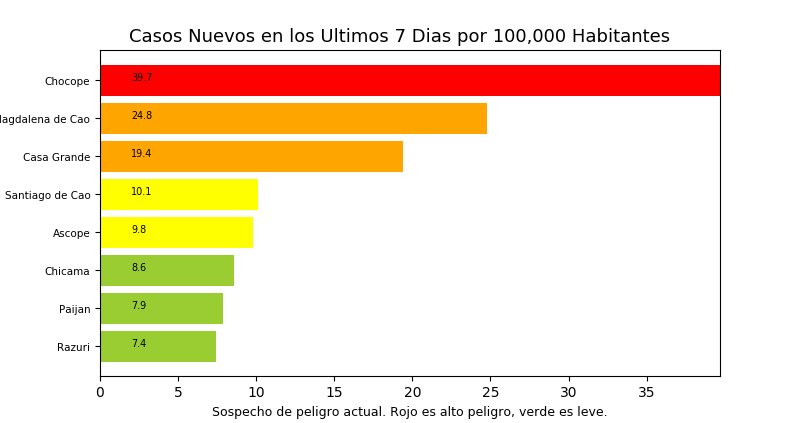 Casos Nuevos en los Ultimos 7 Dias por 100,000 Habitantes
Chocope 39.7
agdalena de Cao 24.8
Casa Grande 19.4
Santiago de Cao 10.1
Ascope 9.8
Chicama 8.6
Paijan 7.9
Razuri 7.4
0 5 10 15 20 25 30 35
Sospecho de peligro actual. Rojo es alto peligro, verde es leve.